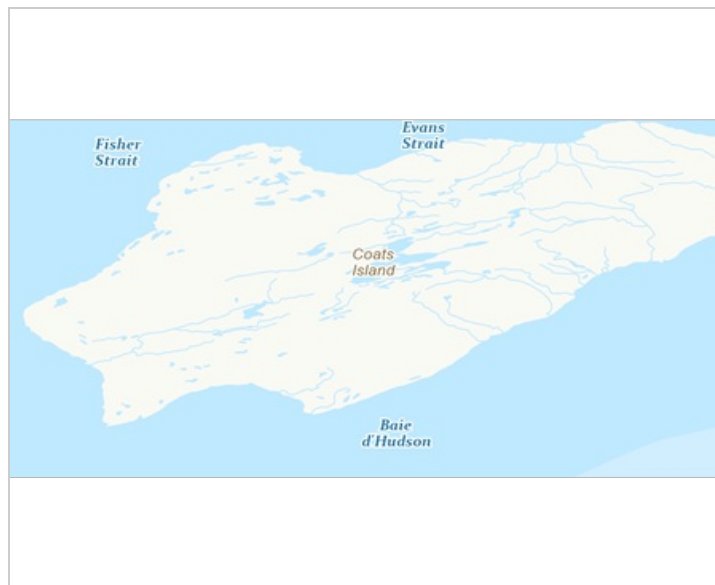 Evans
Strait
Fisher
Strait
Coats
Island
Baie
d'Hudson